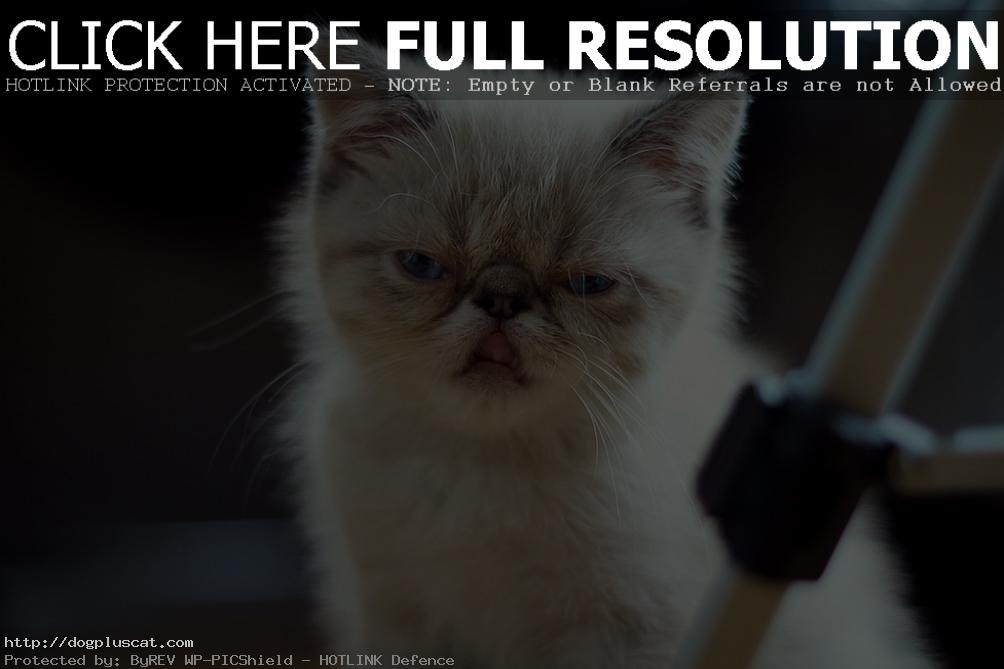 CLICK HERE FULL RESOLUTION
HOTLINK PROTECTION ACTIVATED - NOTE: Empty or Blank Referrals are not Allowed
http://dogpluscat.com
Protected by: ByREV WP-PICShield - HOTLINK Defence